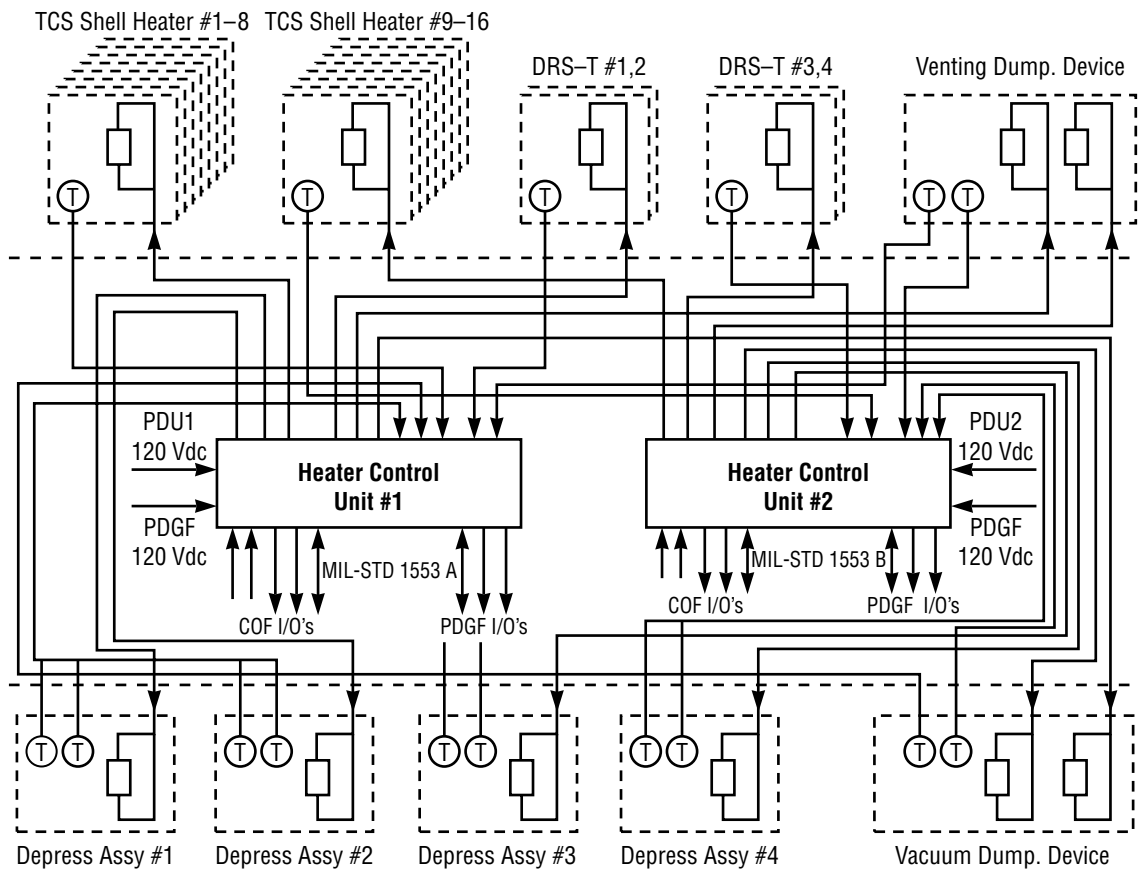 TCS Shell Heater #1–8 TCS Shell Heater #9–16
DRS–T #1,2 DRS–T #3,4 Venting Dump. Device
T T T T T T
PDU1
120 Vdc
PDGF
120 Vdc
Heater Control
Unit #1
Heater Control
Unit #2
PDU2
120 Vdc
PDGF
120 Vdc
MIL-STD 1553 A
COF I/O's PDGF I/O's
MIL-STD 1553 B
COF I/O's PDGF I/O's
T T T T T T T T T T
Depress Assy #1 Depress Assy #2 Depress Assy #3 Depress Assy #4 Vacuum Dump. Device